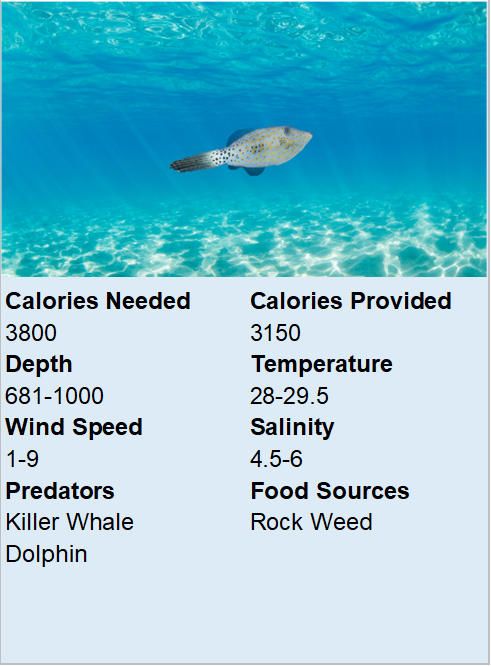 Calories Needed Calories Provided
3800 3150
Depth Temperature
681-1000 28-29.5
Wind Speed Salinity
1-9 4.5-6
Predators Food Sources
Killer Whale Rock Weed
Dolphin